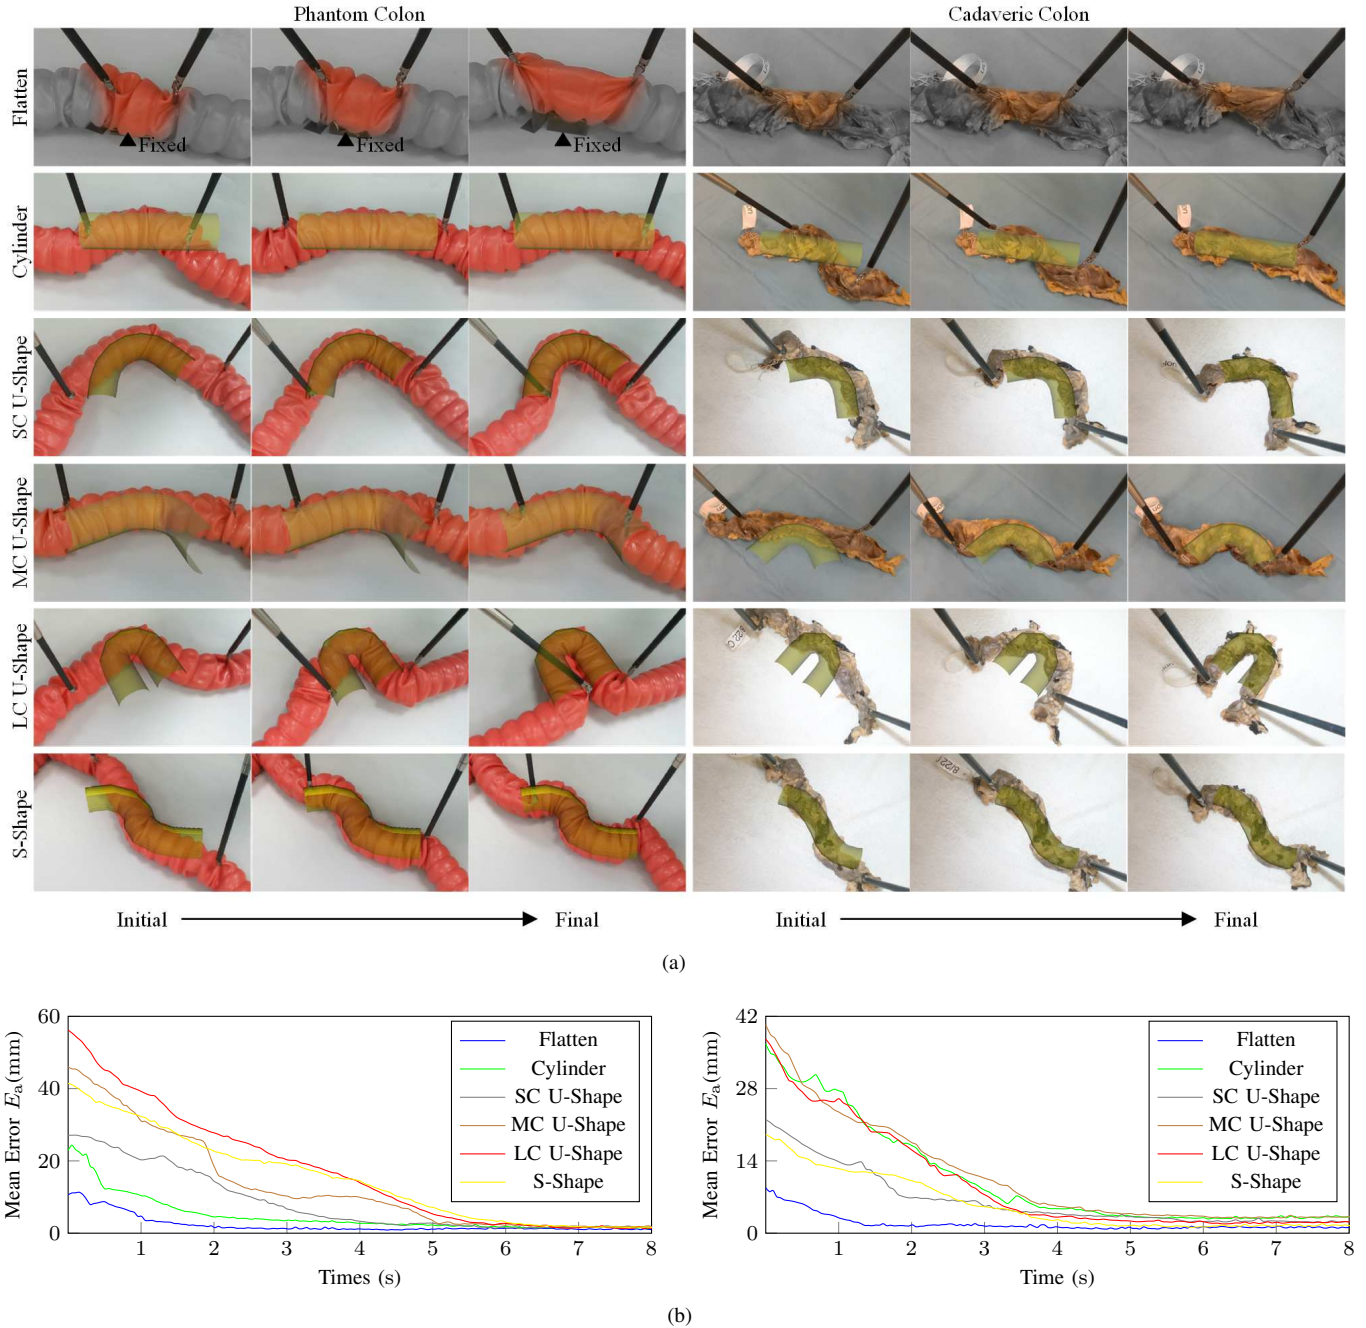 Phantom Colon
Cadaveric Colon
Flatten
Fixed
Fixed
Fixed
Cylinder
SC U-Shape
MC U-Shape
LC U-Shape
S-Shape
Initial
Final
Initial
Final
(a)
Mean Error Ea(mm)
60
40
20
0
1 2 3 4 5 6 7 8
Times (s)
Flatten
Cylinder
SC U-Shape
MC U-Shape
LC U-Shape
S-Shape
Mean Error Ea(mm)
42
28
14
0
1 2 3 4 5 6 7 8
Time (s)
Flatten
Cylinder
SC U-Shape
MC U-Shape
LC U-Shape
S-Shape
(b)